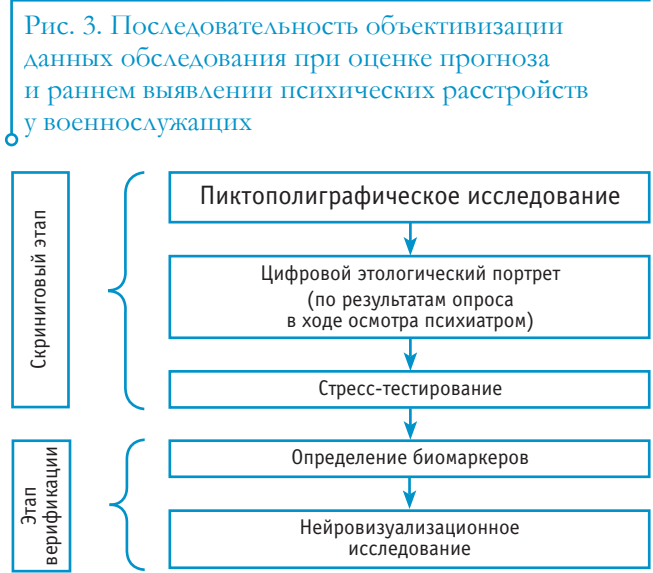 Рис. 3. Последовательность объективизации
данных обследования при оценке прогноза
и раннем выявлении психических расстройств
у военнослужащих
Скрининговый этап
Пиктополиграфическое исследование
Цифровой этологический портрет
(по результатам опроса
в ходе осмотра психиатром)
Стресс-тестирование
Этап
верификации
Определение биомаркеров
Нейровизуализационное
исследование